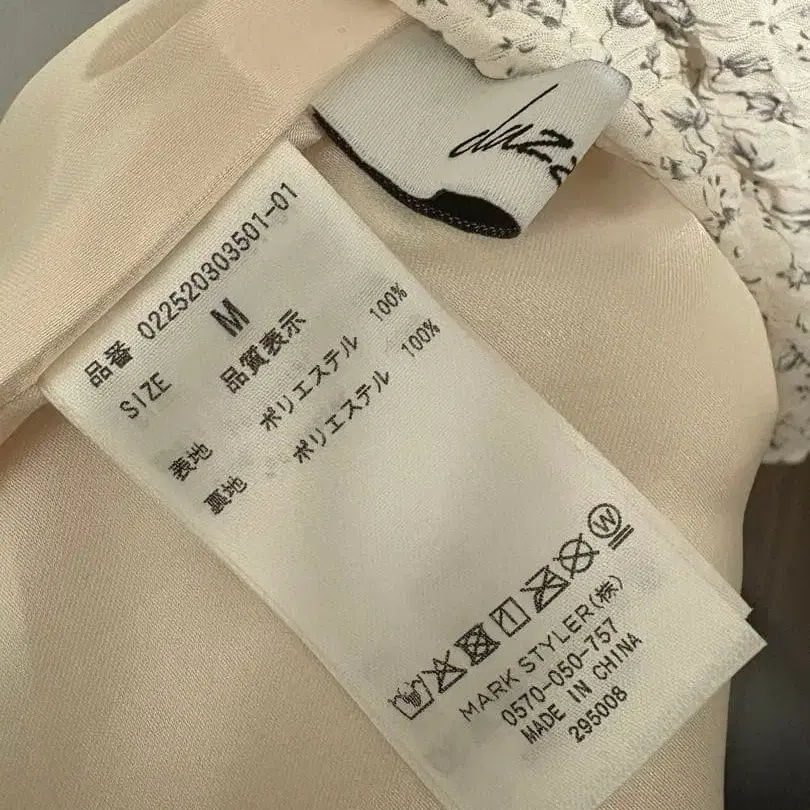 品番 022520303501-01
SIZE M
品質表示
表地 ポリエステル 100%
裏地 ポリエステル 100%
W
MARK STYLER(株)
0570-050-757
MADE IN CHINA
295008